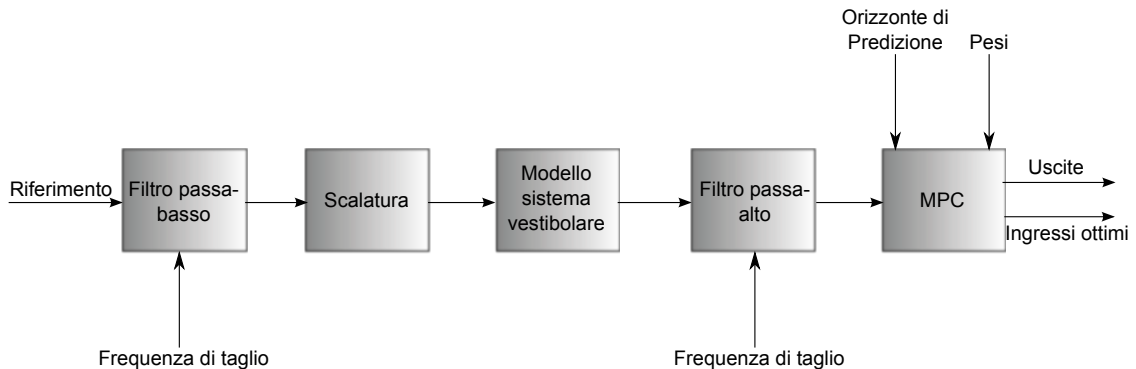 Orizzonte di
Predizione
Pesi
Riferimento
Filtro passa-
basso
Scalatura
Modello
sistema
vestibolare
Filtro passa-
alto
MPC
Uscite
Ingressi ottimi
Frequenza di taglio
Frequenza di taglio